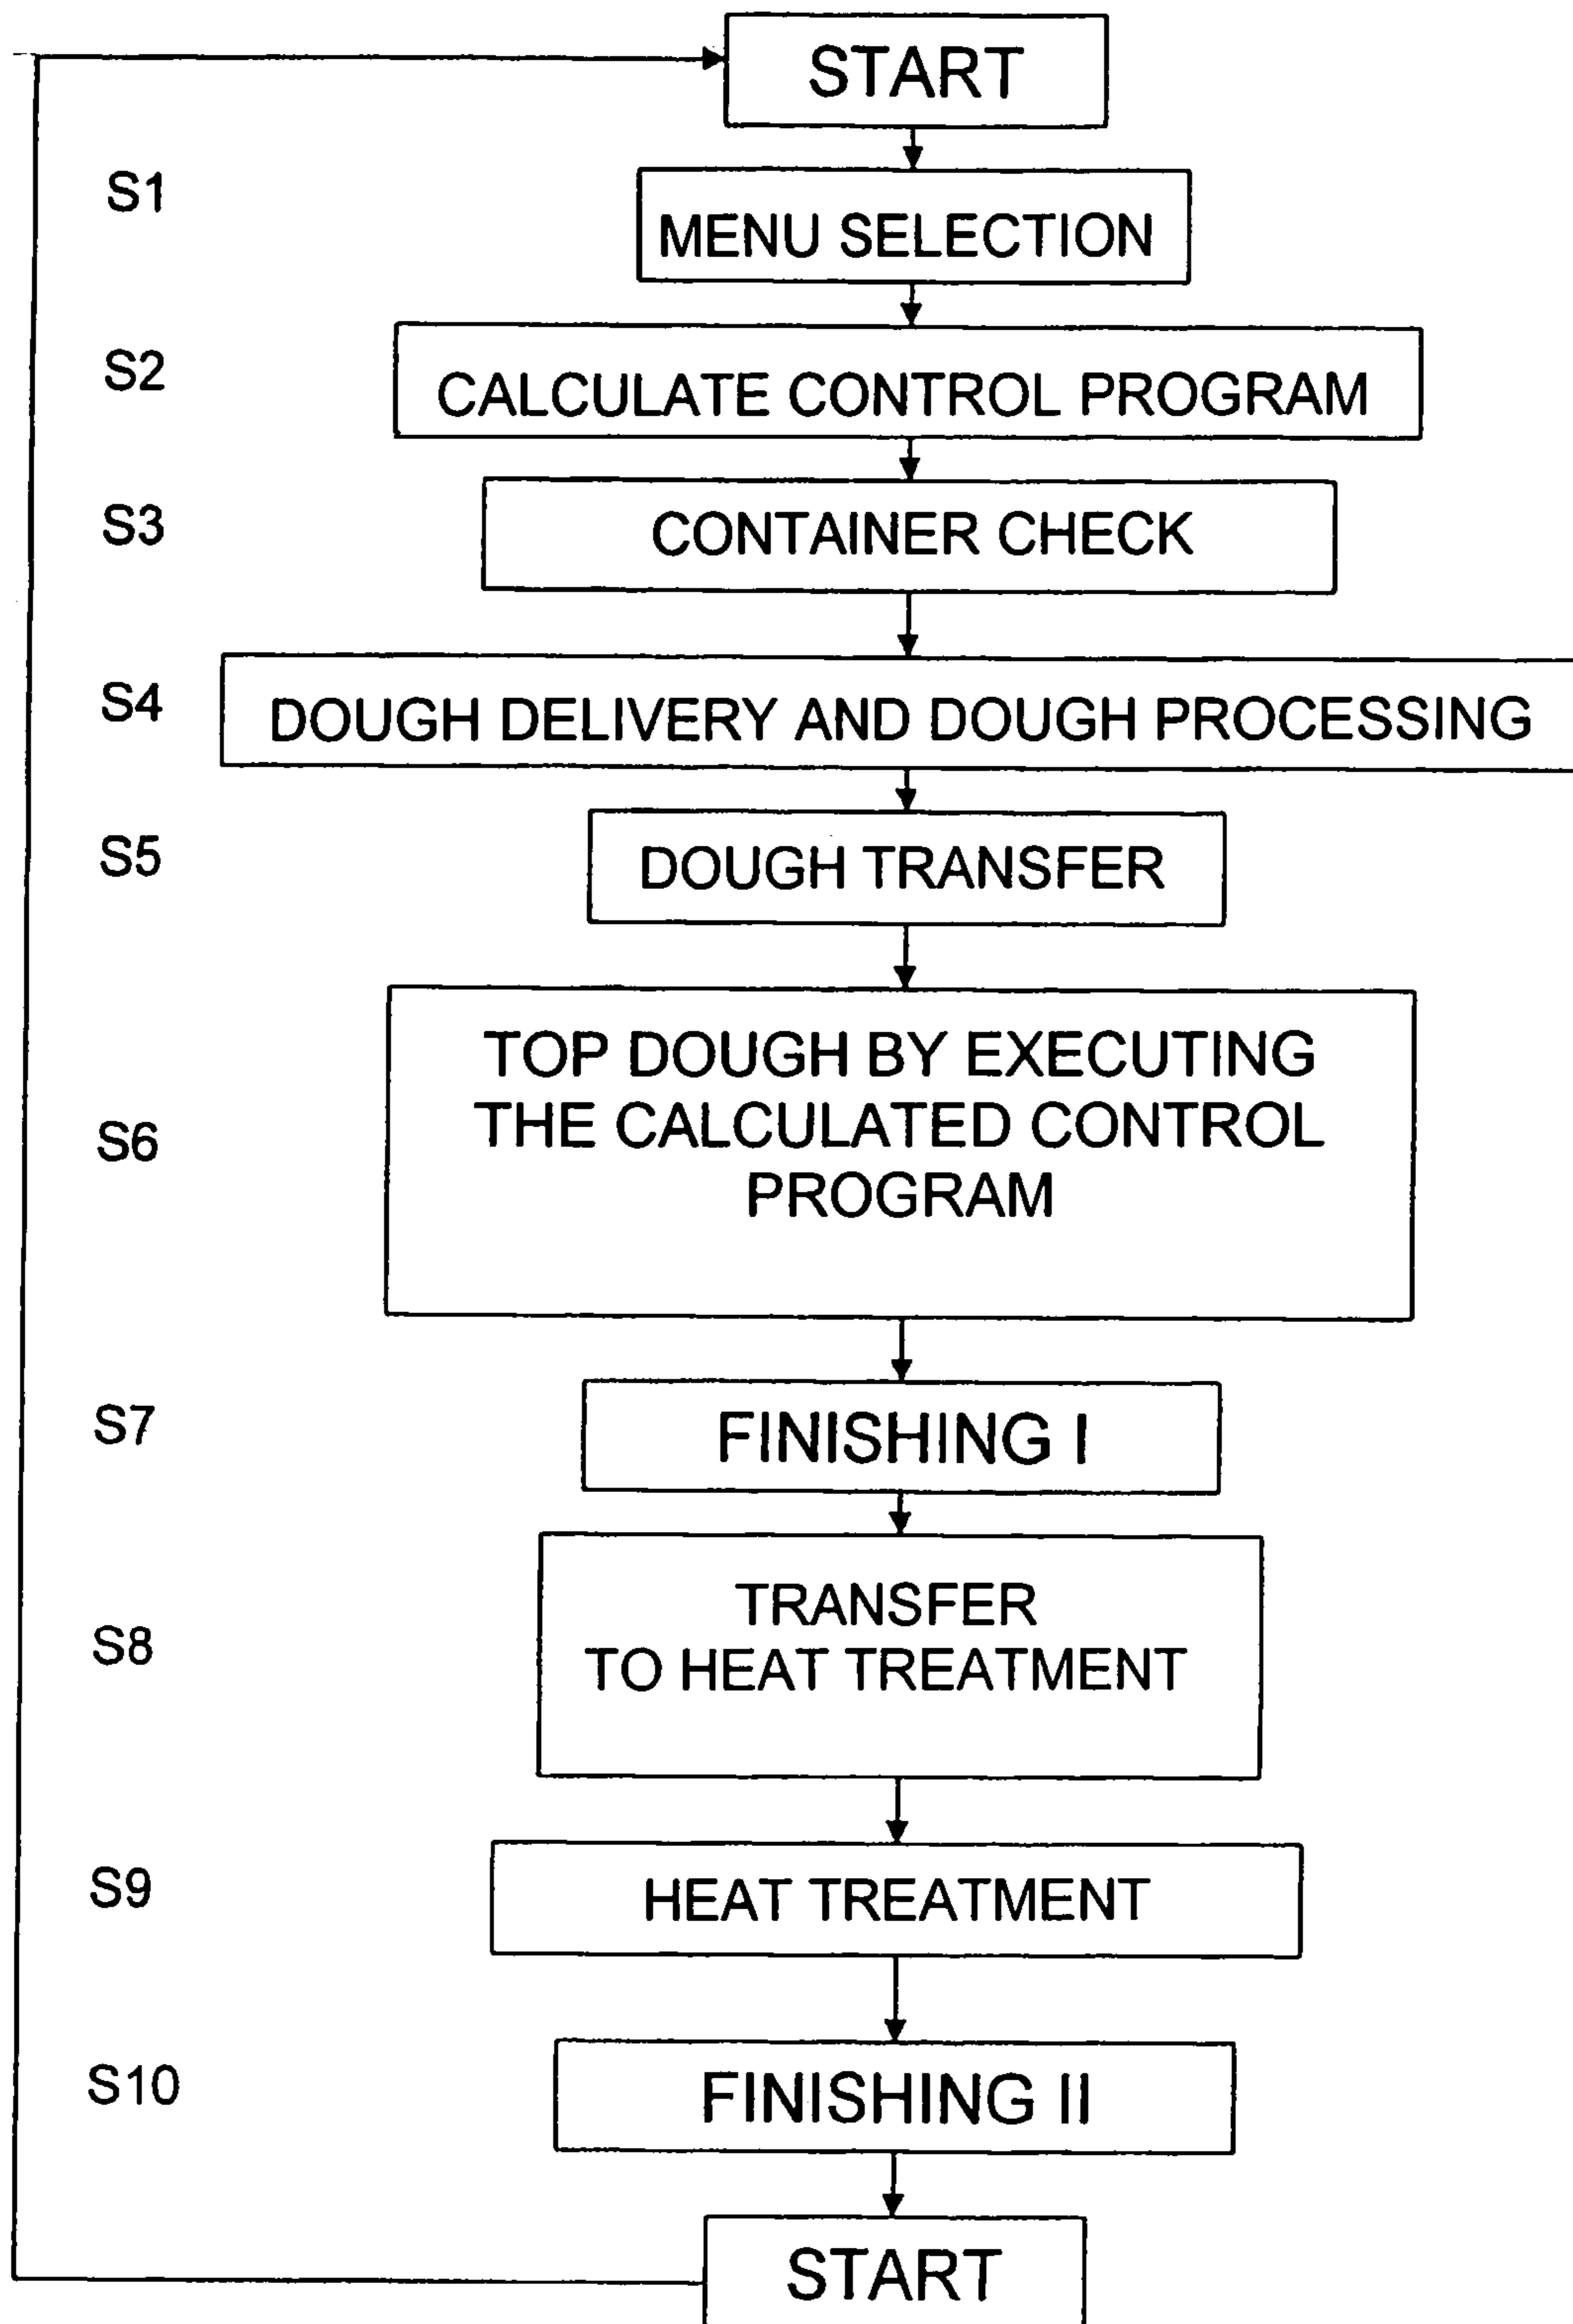 START
S1
MENU SELECTION
S2
CALCULATE CONTROL PROGRAM
S3
CONTAINER CHECK
S4
DOUGH DELIVERY AND DOUGH PROCESSING
S5
DOUGH TRANSFER
S6
TOP DOUGH BY EXECUTING
THE CALCULATED CONTROL
PROGRAM
S7
FINISHING I
S8
TRANSFER
TO HEAT TREATMENT
S9
HEAT TREATMENT
S10
FINISHING II
START